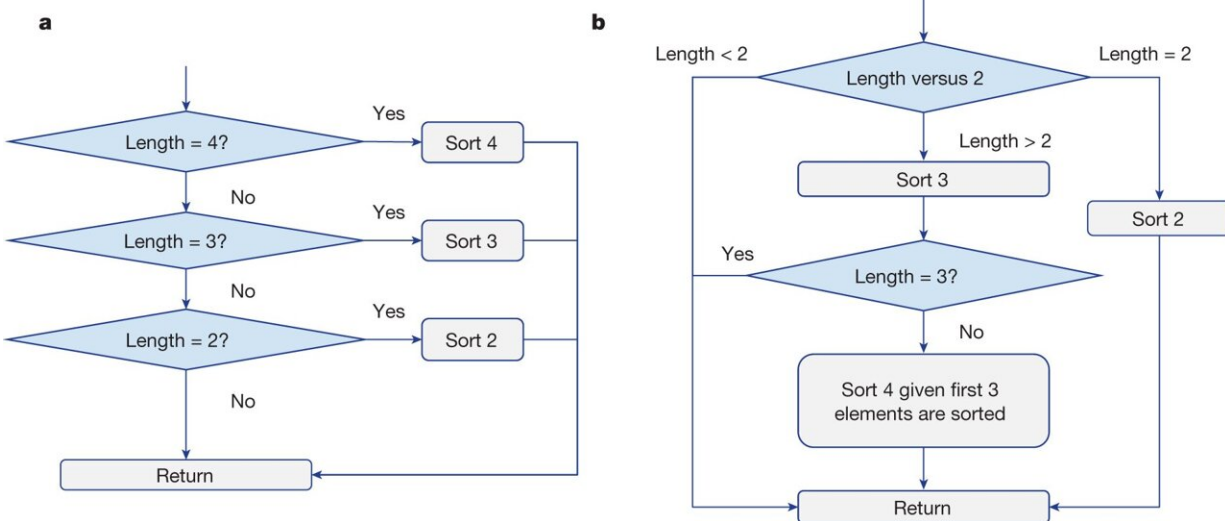 a
Length = 4?
Yes
Sort 4
No
Length = 3?
Yes
Sort 3
No
Length = 2?
Yes
Sort 2
No
Return
b
Length < 2
Length versus 2
Length = 2
Length > 2
Sort 3
Sort 2
Yes
Length = 3?
No
Sort 4 given first 3
elements are sorted
Return